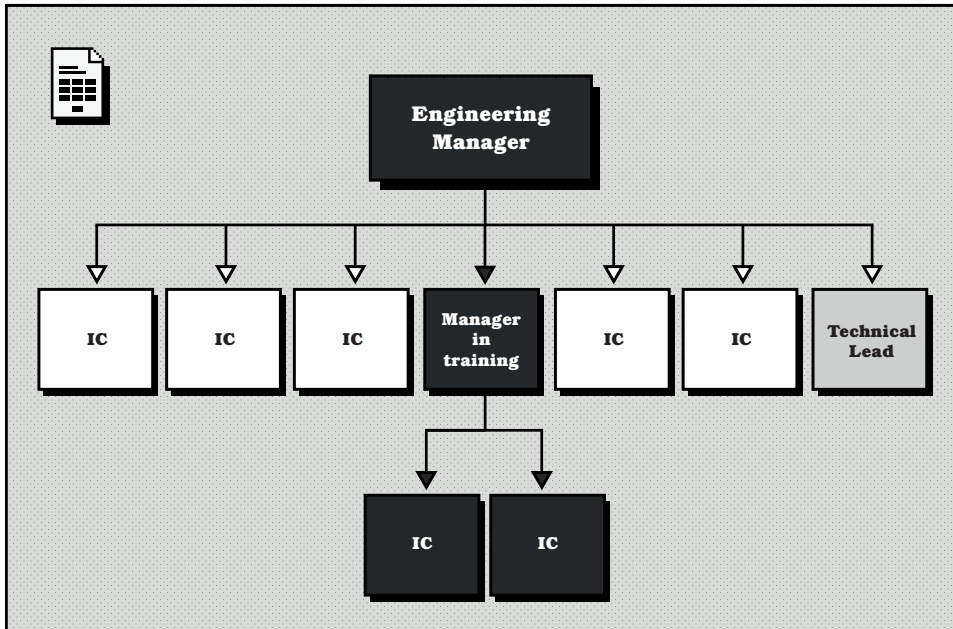 Engineering
Manager
IC
IC
IC
Manager
in
training
IC
IC
Technical
Lead
IC
IC